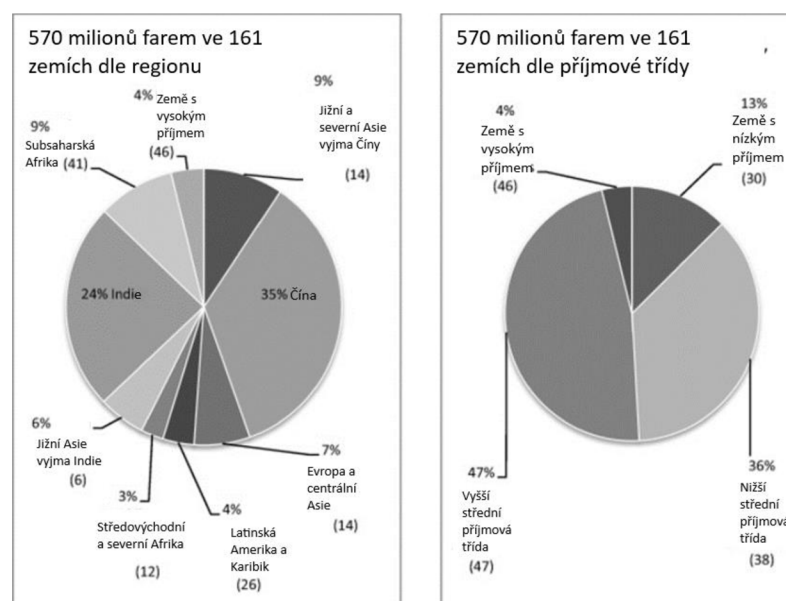 570 milionů farem ve 161
zemích dle regionu
4%
Země s
vysokým
příjmem
(46)
9%
Jižní a
severní Asie
vyjma Číny
(14)
9%
Subsaharská
Afrika (41)
24% Indie
35% Čína
6%
Jižní Asie
vyjma Indie
(6)
3%
Středovýchodní
a severní Afrika
(12)
4%
Latinská
Amerika a
Karibik
(26)
7%
Evropa a
centrální
Asie
(14)
570 milionů farem ve 161
zemích dle příjmové třídy
4%
Země s
vysokým
příjmem
(46)
13%
Země s
nízkým
příjmem
(30)
47%
Vyšší
střední
příjmová
třída
(47)
36%
Nižší
střední
příjmová
třída
(38)